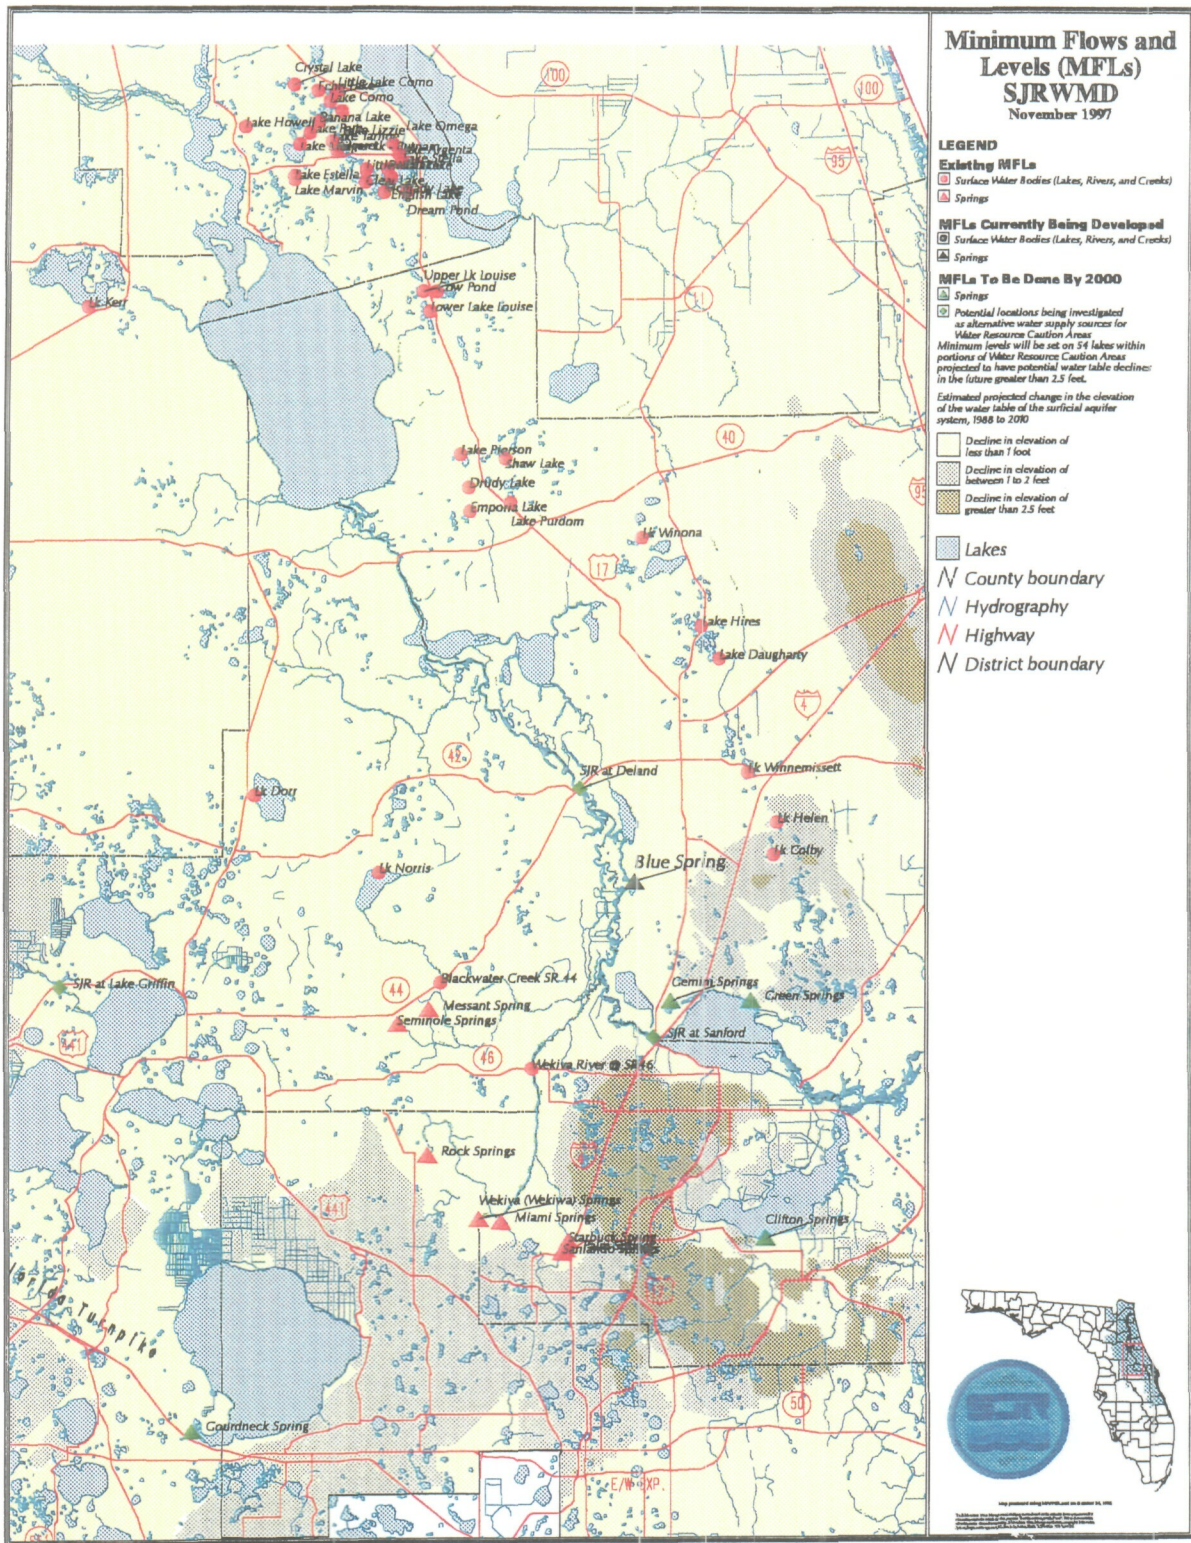 Minimum Flows and
Levels (MFLs)
SJRWMD
November 1997
LEGEND
Existing MFLs
Surface Water Bodies (Lakes, Rivers, and Creeks)
Springs
MFLs Currently Being Developed
Surface Water Bodies (Lakes, Rivers, and Creeks)
Springs
MFLs To Be Done By 2000
Springs
Potential locations being investigated
as alternative water supply sources for
Water Resource Caution Areas
Minimum levels will be set on 54 lakes within
portions of Water Resource Caution Areas
projected to have potential water table declines
in the future greater than 2.5 feet.
Estimated projected change in the elevation
of the water table of the surficial aquifer
system, 1988 to 2010
Decline in elevation of
less than 1 foot
Decline in elevation of
between 1 to 2 feet
Decline in elevation of
greater than 2.5 feet
Lakes
County boundary
Hydrography
Highway
District boundary
Crystal Lake
Little Lake Como
Lake Como
Banana Lake
Lake Howell
Lizzie
Lake Omega
Argenta
Lake Estella
Lake Marvin
English Lake
Dream Pond
100
100
95
Upper Lk Louise
Cow Pond
Lower Lake Louise
Lk Kerr
11
40
95
Lake Pierson
Shaw Lake
Drudy Lake
Emporia Lake
Lake Purdom
Lk Winona
17
Lake Hires
Lake Daugharty
4
42
SJR at Deland
Lk Winnemissett
Lk Dorr
Lk Helen
Lk Colby
Blue Spring
Lk Norris
Blackwater Creek SR 44
SJR at Lake Griffin
44
Messant Spring
Seminole Springs
Gemini Springs
Green Springs
SJR at Sanford
441
46
Wekiva River @ SR46
Rock Springs
441
Wekiva (Wekiwa) Springs
Miami Springs
Clifton Springs
Starbuck Spring
Sanlando Springs
Florida Turnpike
50
Gourdneck Spring
E/W EXP.